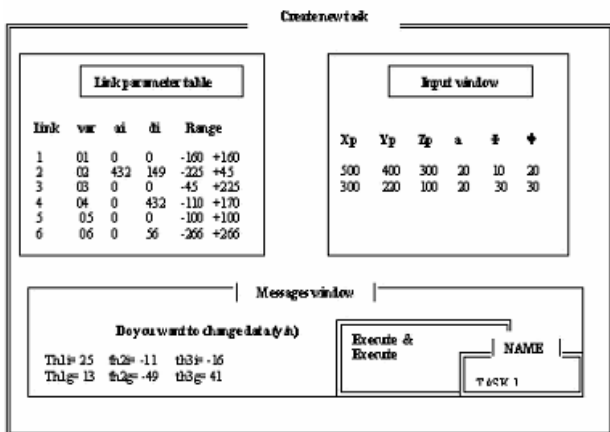 Create new task
Link parameter table
Link var ai di Range
1 01 0 0 -160 +160
2 02 432 149 -225 +45
3 03 0 0 -45 +225
4 04 0 432 -110 +170
5 05 0 0 -100 +100
6 06 0 56 -266 +266
Input window
Xp Yp Zp a Φ Ψ
500 400 300 20 10 20
300 220 100 20 30 30
Messages window
Do you want to change data (y/n)
Th1i= 25 th2i= -11 th3i= -16
Th1g= 13 th2g= -49 th3g= 41
Execute &
Execute
NAME
TASK 1